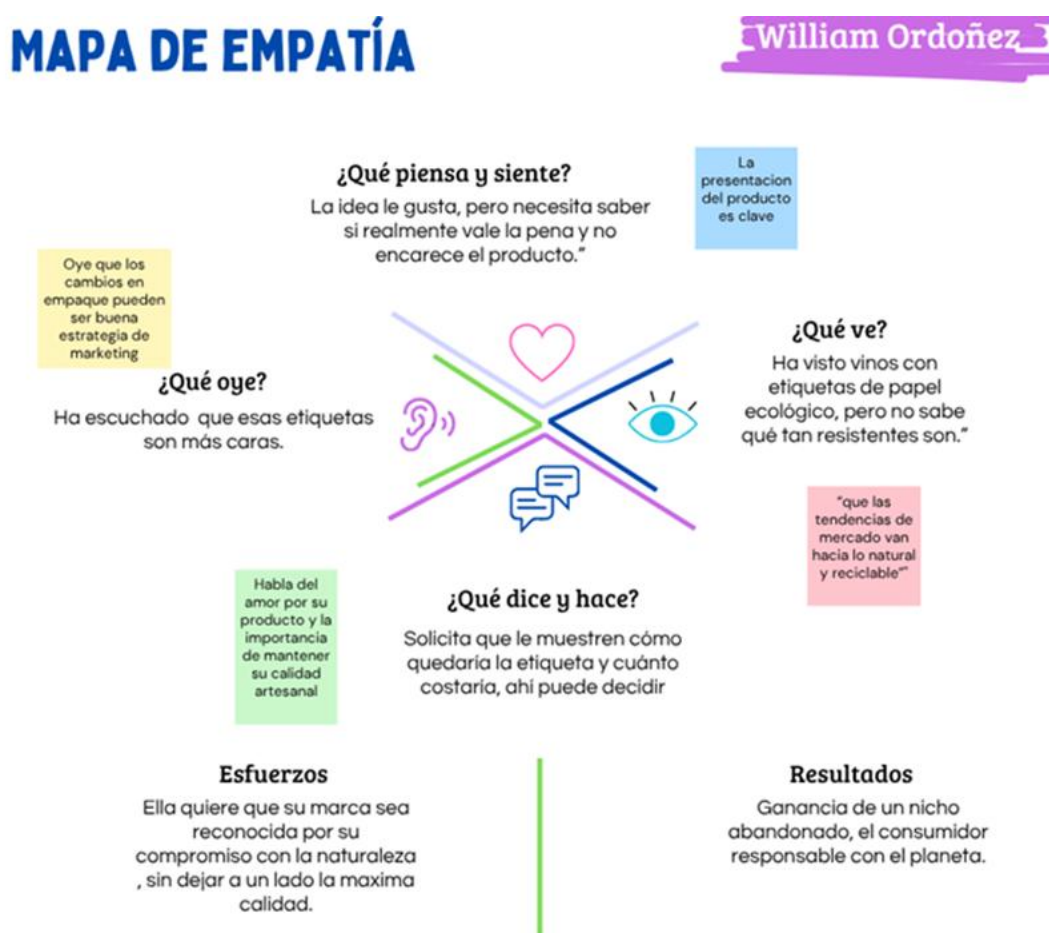 MAPA DE EMPATÍA
William Ordoñez
¿Qué piensa y siente?
La idea le gusta, pero necesita saber
si realmente vale la pena y no
encarece el producto.”
La
presentacion
del producto
es clave
Oye que los
cambios en
empaque pueden
ser buena
estrategia de
marketing
¿Qué oye?
Ha escuchado que esas etiquetas
son más caras.
¿Qué ve?
Ha visto vinos con
etiquetas de papel
ecológico, pero no sabe
qué tan resistentes son.”
“que las
tendencias de
mercado van
hacia lo natural
y reciclable””
Habla del
amor por su
producto y la
importancia
de mantener
su calidad
artesanal
¿Qué dice y hace?
Solicita que le muestren cómo
quedaría la etiqueta y cuánto
costaría, ahí puede decidir
Esfuerzos
Ella quiere que su marca sea
reconocida por su
compromiso con la naturaleza
, sin dejar a un lado la maxima
calidad.
Resultados
Ganancia de un nicho
abandonado, el consumidor
responsable con el planeta.